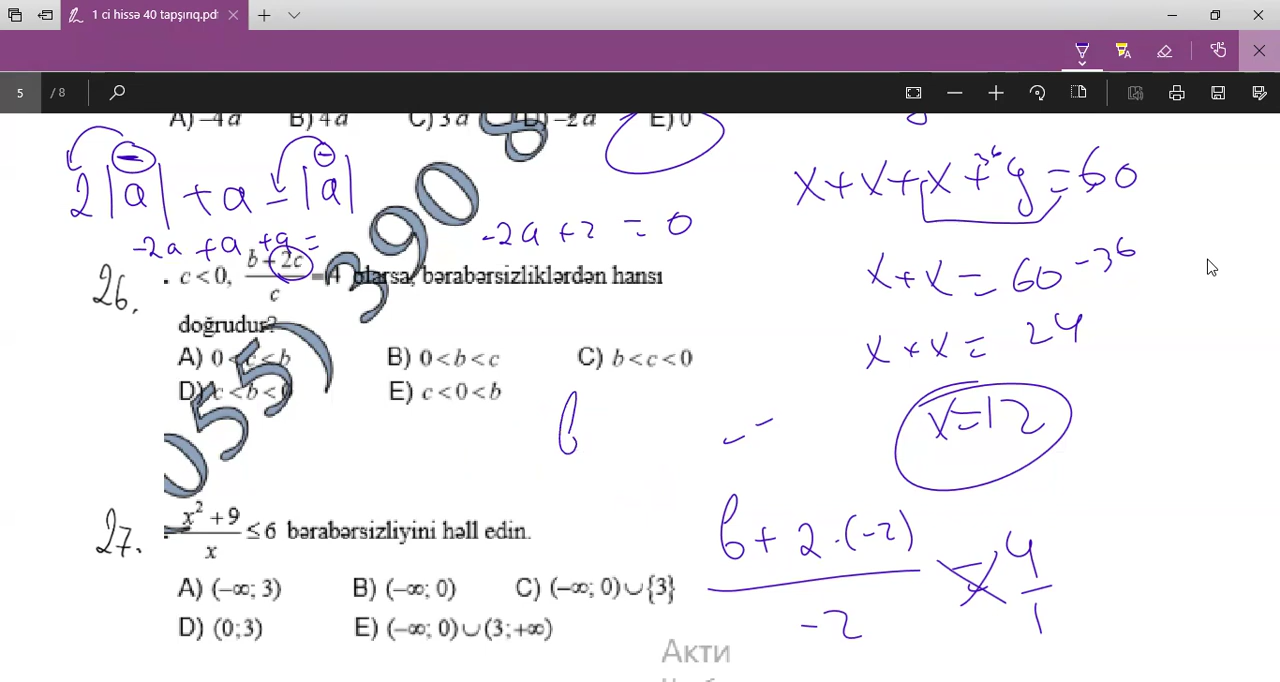 1 ci hissə 40 tapşırıq.pdf
5 / 8
A) –4a B) 4a C) 3a D) –2a E) 0
x+x+x+y=60
36
2|a|+a-|a|
-2a+a+a=
-2a+2 = 0
x+x=60-36
26. c<0, b+2c/c=4 olarsa, bərabərsizliklərdən hansı
doğrudur?
x+x= 24
A) 0<c<b B) 0<b<c C) b<c<0
D) c<b<0 E) c<0<b
x=12
b
055) 390 8
27. x²+9/x ≤ 6 bərabərsizliyini həll edin.
b+2·(-2)/-2 = 4/1
A) (–∞; 3) B) (–∞; 0) C) (–∞; 0)∪{3}
D) (0;3) E) (–∞; 0)∪(3;+∞)
Акти